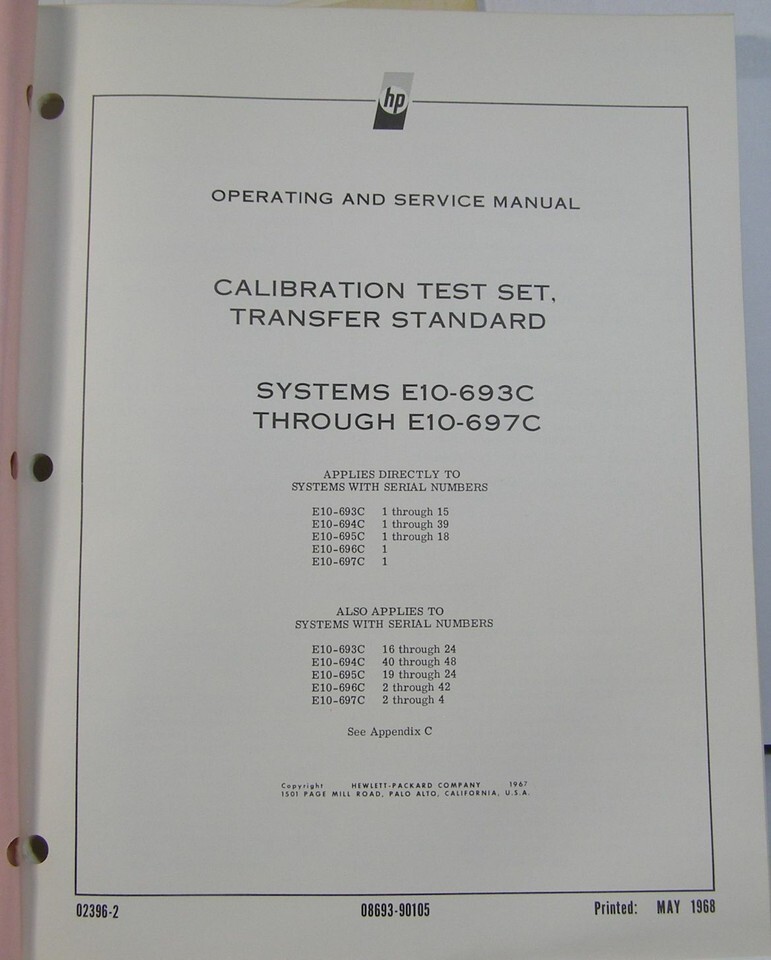 hp
OPERATING AND SERVICE MANUAL
CALIBRATION TEST SET,
TRANSFER STANDARD
SYSTEMS E10-693C
THROUGH E10-697C
APPLIES DIRECTLY TO
SYSTEMS WITH SERIAL NUMBERS
E10-693C 1 through 15
E10-694C 1 through 39
E10-695C 1 through 18
E10-696C 1
E10-697C 1
ALSO APPLIES TO
SYSTEMS WITH SERIAL NUMBERS
E10-693C 16 through 24
E10-694C 40 through 48
E10-695C 19 through 24
E10-696C 2 through 42
E10-697C 2 through 4
See Appendix C
Copyright HEWLETT-PACKARD COMPANY 1967
1501 PAGE MILL ROAD, PALO ALTO, CALIFORNIA, U.S.A.
02396-2 08693-90105 Printed: MAY 1968